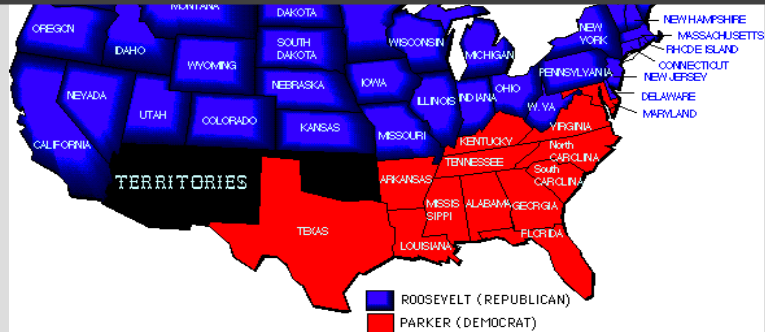 MONTANA
DAKOTA
OREGON
NEW HAMPSHIRE
NEW
YORK
MASSACHUSETTS
IDAHO
SOUTH
DAKOTA
WISCONSIN
MICHIGAN
RHODE ISLAND
CONNECTICUT
WYOMING
PENNSYLVANIA
NEW JERSEY
NEVADA
NEBRASKA
IOWA
ILLINOIS
INDIANA
OHIO
DELAWARE
UTAH
COLORADO
KANSAS
MISSOURI
W. VA
MARYLAND
VIRGINIA
CALIFORNIA
KENTUCKY
North
CAROLINA
TENNESSEE
South
CAROLINA
TERRITORIES
ARKANSAS
MISSIS
SIPPI
ALABAMA
GEORGIA
TEXAS
LOUISIANA
FLORIDA
ROOSEVELT (REPUBLICAN)
PARKER (DEMOCRAT)